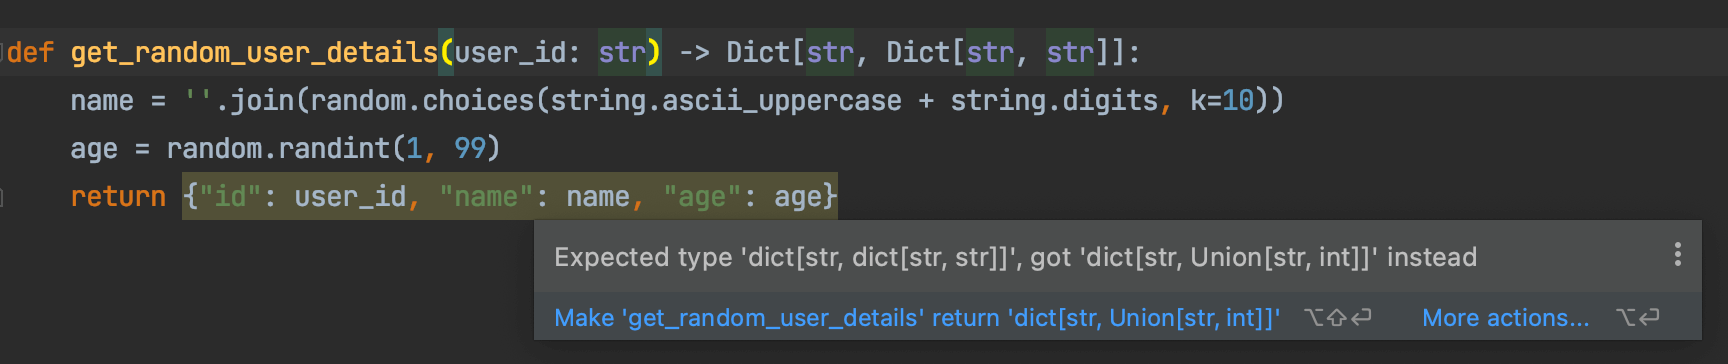 def get_random_user_details(user_id: str) -> Dict[str, Dict[str, str]]:
    name = ''.join(random.choices(string.ascii_uppercase + string.digits, k=10))
    age = random.randint(1, 99)
    return {"id": user_id, "name": name, "age": age}
Expected type 'dict[str, dict[str, str]]', got 'dict[str, Union[str, int]]' instead
Make 'get_random_user_details' return 'dict[str, Union[str, int]]' ⌥⇧⏎ More actions... ⌥⏎